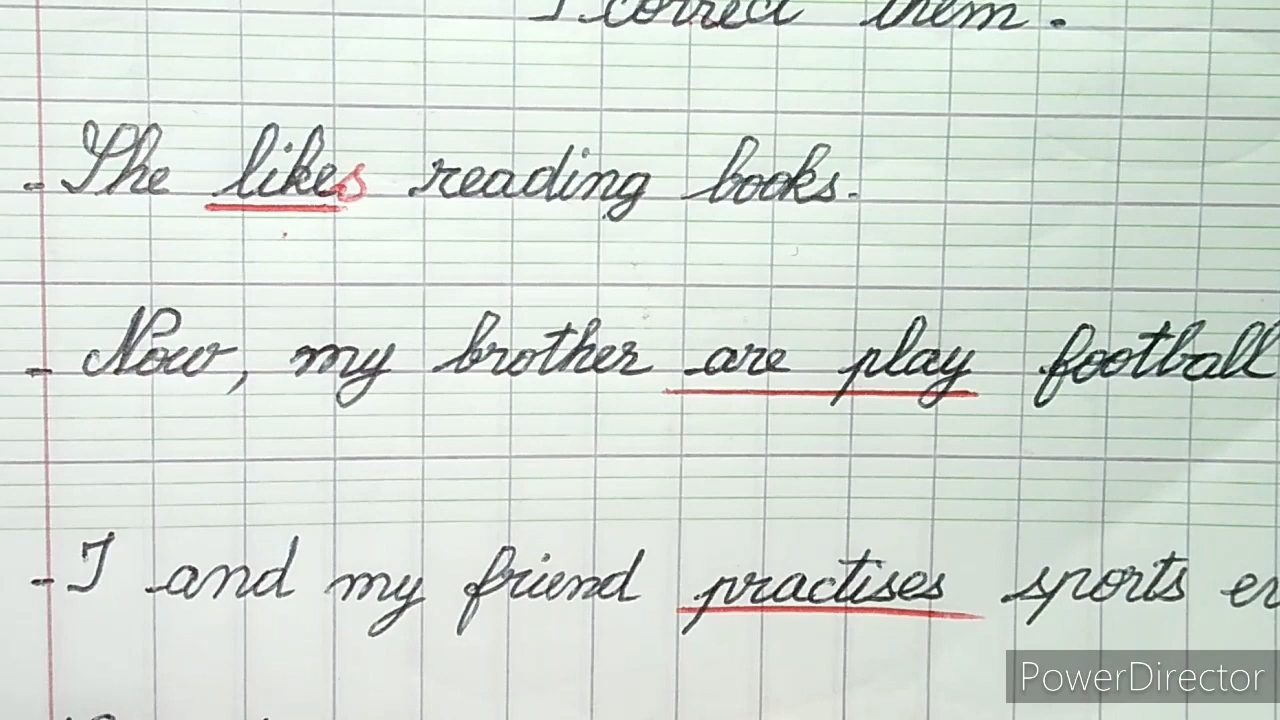 I correct them.
- She likes reading books.
- Now, my brother are play football
- I and my friend practises sports
PowerDirector